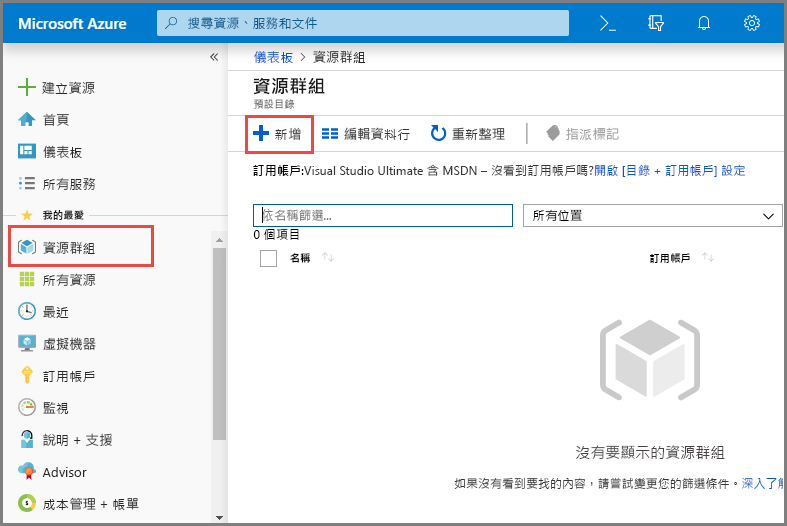 Microsoft Azure
搜尋資源、服務和文件
建立資源
首頁
儀表板
所有服務
我的最愛
資源群組
所有資源
最近
虛擬機器
訂用帳戶
監視
說明 + 支援
Advisor
成本管理 + 帳單
儀表板 > 資源群組
資源群組
預設目錄
新增 編輯資料行 重新整理 指派標記
訂用帳戶:Visual Studio Ultimate 含 MSDN – 沒看到訂用帳戶嗎?開啟 [目錄 + 訂用帳戶] 設定
依名稱篩選... 所有位置
0 個項目
名稱 訂用帳戶
沒有要顯示的資源群組
如果沒有看到要找的內容，請嘗試變更您的篩選條件。深入了解